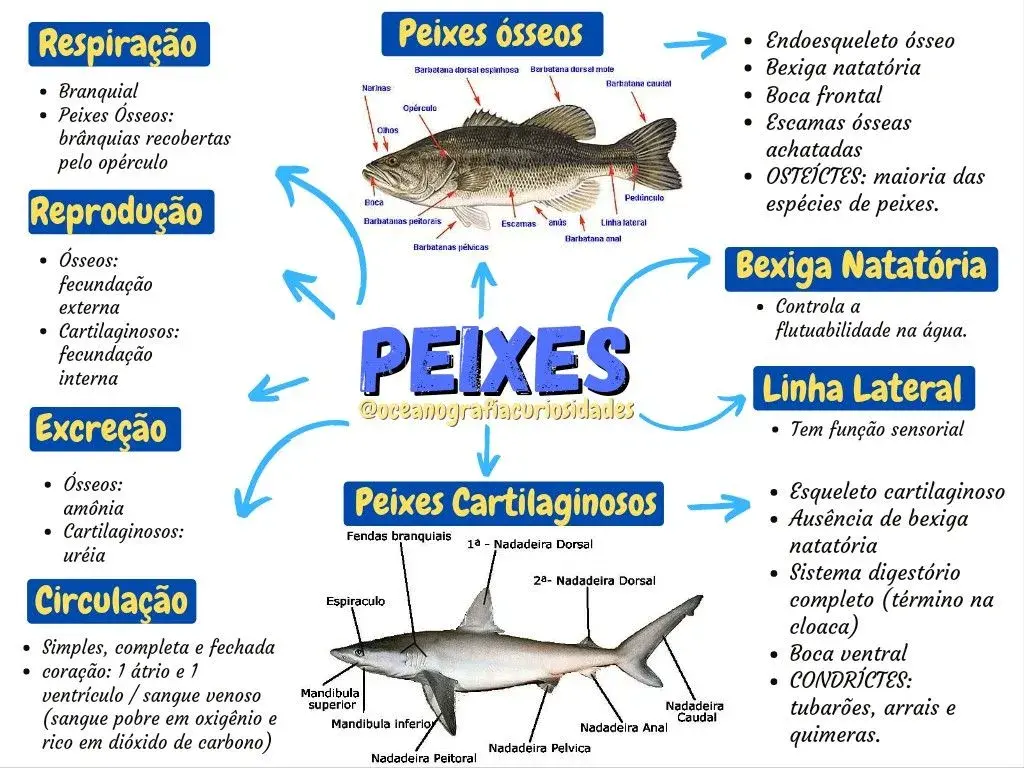 Respiração
Branquial
Peixes Ósseos:
brânquias recobertas
pelo opérculo
Reprodução
Ósseos:
fecundação
externa
Cartilaginosos:
fecundação
interna
Excreção
Ósseos:
amônia
Cartilaginosos:
uréia
Circulação
Simples, completa e fechada
coração: 1 átrio e 1
ventrículo / sangue venoso
(sangue pobre em oxigênio e
rico em dióxido de carbono)
Peixes ósseos
Barbatana dorsal espinhosa
Barbatana dorsal mole
Barbatana caudal
Narinas
Opérculo
Olhos
Boca
Barbatanas peitorais
Barbatanas pélvicas
Escamas
anús
Barbatana anal
Linha lateral
Pedúnculo
PEIXES
@oceanografiacuriosidades
Peixes Cartilaginosos
Fendas branquiais
1ª - Nadadeira Dorsal
2ª- Nadadeira Dorsal
Espiraculo
Mandibula
superior
Mandibula inferior
Nadadeira Peitoral
Nadadeira Pelvica
Nadadeira Anal
Nadadeira
Caudal
Endoesqueleto ósseo
Bexiga natatória
Boca frontal
Escamas ósseas
achatadas
OSTEÍCTES: maioria das
espécies de peixes.
Bexiga Natatória
Controla a
flutuabilidade na água.
Linha Lateral
Tem função sensorial
Esqueleto cartilaginoso
Ausência de bexiga
natatória
Sistema digestório
completo (término na
cloaca)
Boca ventral
CONDRÍCTES:
tubarões, arrais e
quimeras.